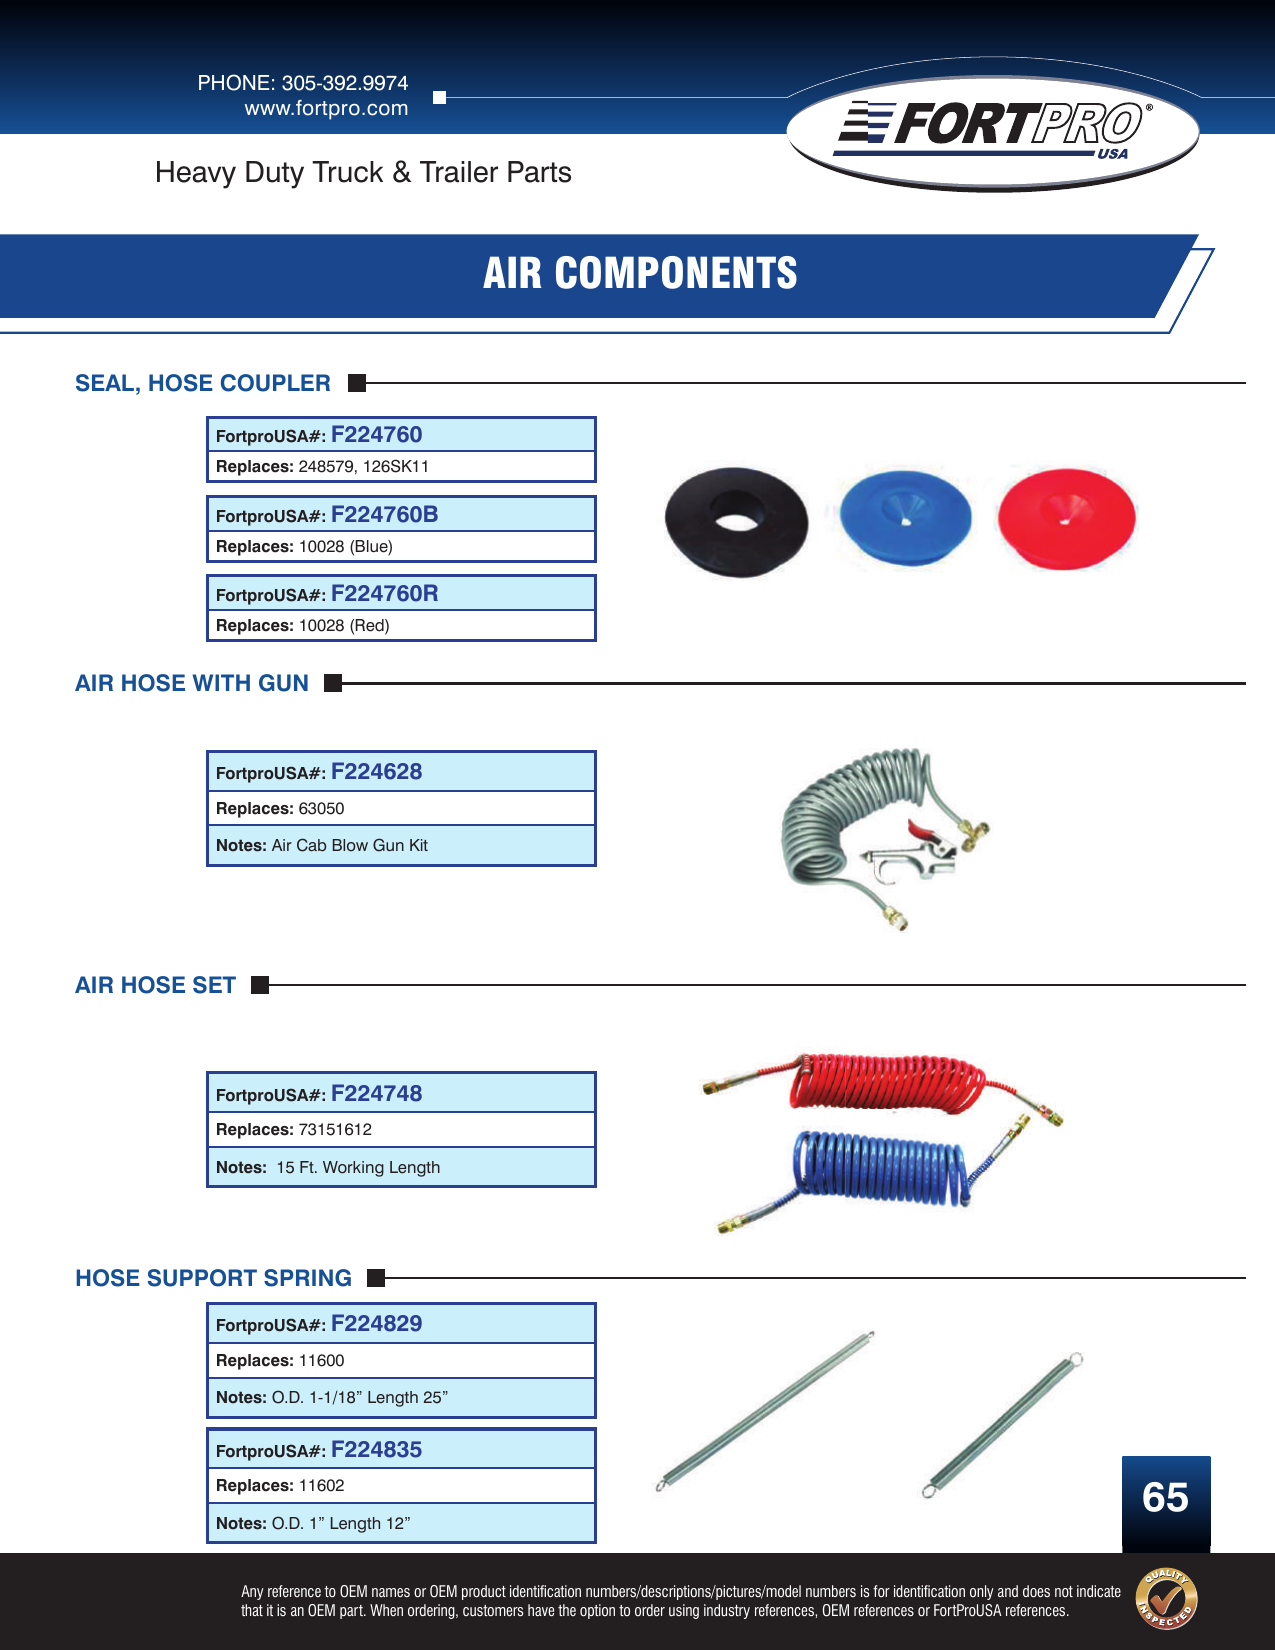 PHONE: 305-392.9974
www.fortpro.com
FORTPRO®
USA
Heavy Duty Truck & Trailer Parts
AIR COMPONENTS
SEAL, HOSE COUPLER
FortproUSA#: F224760
Replaces: 248579, 126SK11
FortproUSA#: F224760B
Replaces: 10028 (Blue)
FortproUSA#: F224760R
Replaces: 10028 (Red)
AIR HOSE WITH GUN
FortproUSA#: F224628
Replaces: 63050
Notes: Air Cab Blow Gun Kit
AIR HOSE SET
FortproUSA#: F224748
Replaces: 73151612
Notes: 15 Ft. Working Length
HOSE SUPPORT SPRING
FortproUSA#: F224829
Replaces: 11600
Notes: O.D. 1-1/18” Length 25”
FortproUSA#: F224835
Replaces: 11602
Notes: O.D. 1” Length 12”
65
Any reference to OEM names or OEM product identification numbers/descriptions/pictures/model numbers is for identification only and does not indicate
that it is an OEM part. When ordering, customers have the option to order using industry references, OEM references or FortProUSA references.
QUALITY
INSPECTED